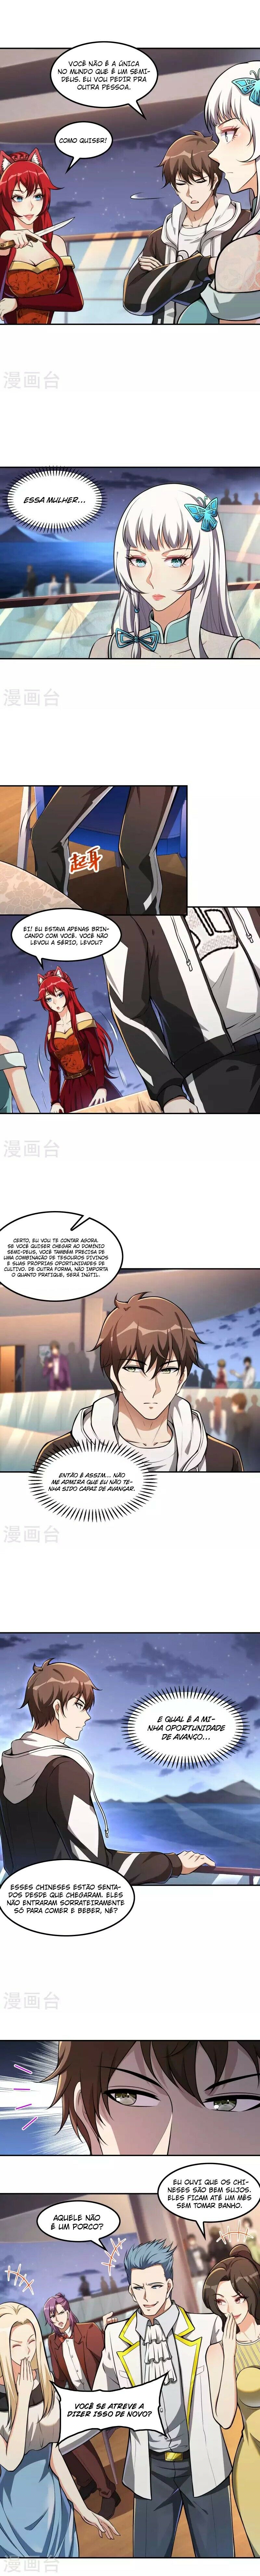 VOCÊ NÃO É A ÚNICA
NO MUNDO QUE É UM SEMI-
DEUS. EU VOU PEDIR PRA
OUTRA PESSOA.
COMO QUISER!
漫画台
ESSA MULHER...
漫画台
起身
EI! EU ESTAVA APENAS BRIN-
CANDO COM VOCÊ. VOCÊ NÃO
LEVOU A SÉRIO, LEVOU?
漫画台
CERTO, EU VOU TE CONTAR AGORA.
SE VOCÊ QUISER CHEGAR AO DOMÍNIO
SEMI-DEUS, VOCÊ TAMBÉM PRECISA DE
UMA COMBINAÇÃO DE TESOUROS DIVINOS
E SUAS PRÓPRIAS OPORTUNIDADES DE
CULTIVO. DE OUTRA FORMA, NÃO IMPORTA
O QUANTO PRATIQUE, SERÁ INÚTIL.
ENTÃO É ASSIM... NÃO
ME ADMIRA QUE EU NÃO TE-
NHA SIDO CAPAZ DE AVANÇAR.
漫画台
E QUAL É A MI-
NHA OPORTUNIDADE
DE AVANÇO...
ESSES CHINESES ESTÃO SENTA-
DOS DESDE QUE CHEGARAM. ELES
NÃO ENTRARAM SORRATEIRAMENTE
SÓ PARA COMER E BEBER, NÉ?
漫画台
EU OUVI QUE OS CHI-
NESES SÃO BEM SUJOS.
ELES FICAM ATÉ UM MÊS
SEM TOMAR BANHO.
AQUELE NÃO
É UM PORCO?
VOCÊ SE ATREVE A
DIZER ISSO DE NOVO?
漫画台